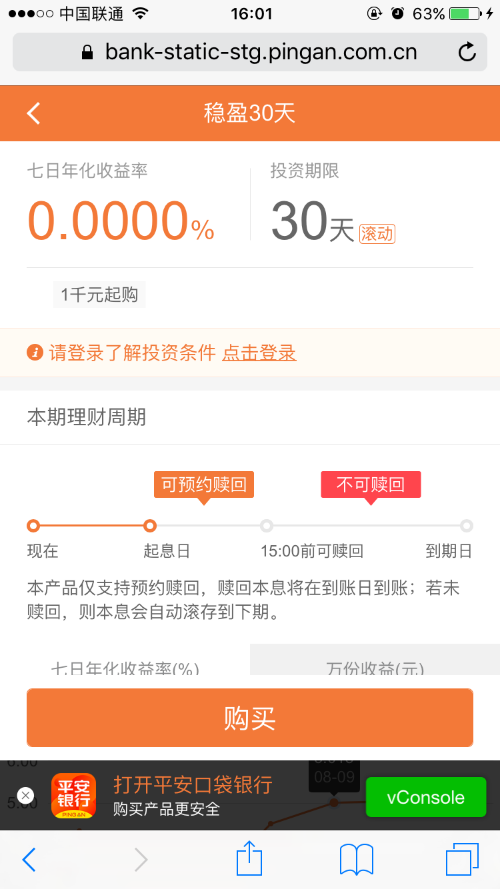 中国联通 16:01 63%
bank-static-stg.pingan.com.cn
稳盈30天
七日年化收益率 投资期限
0.0000% 30天 滚动
1千元起购
请登录了解投资条件 点击登录
本期理财周期
可预约赎回 不可赎回
现在 起息日 15:00前可赎回 到期日
本产品仅支持预约赎回，赎回本息将在到账日到账；若未
赎回，则本息会自动滚存到下期。
七日年化收益率(%) 万份收益(元)
购买
08-09
平安
银行
PINGAN
打开平安口袋银行
购买产品更安全
vConsole